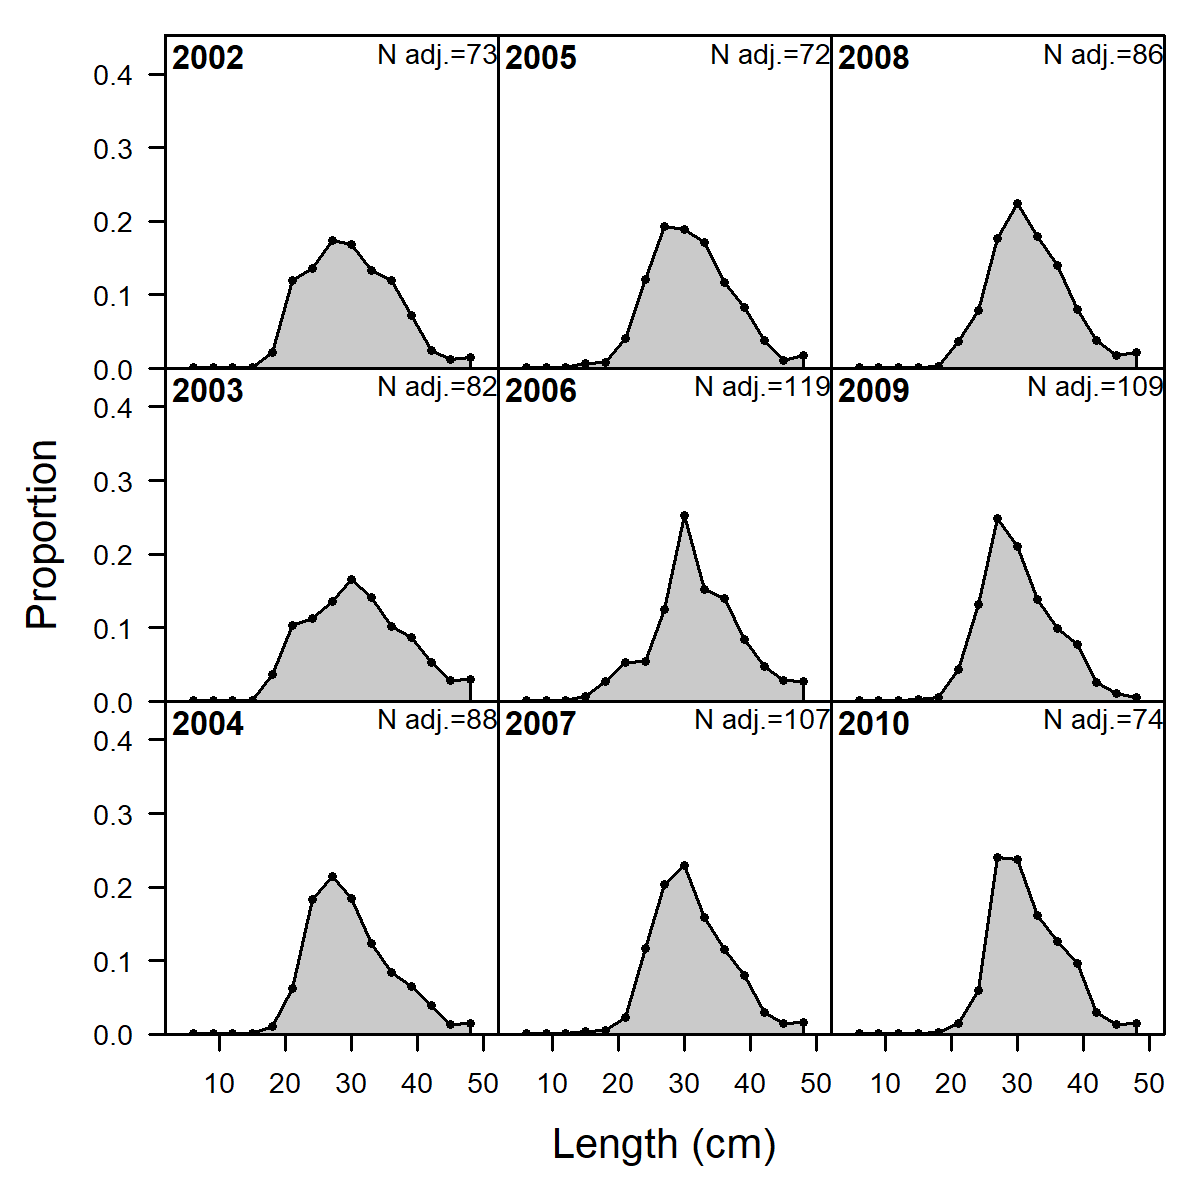 2002 N adj.=73
2005 N adj.=72
2008 N adj.=86
0.4
0.3
0.2
0.1
0.0
2003 N adj.=82
2006 N adj.=119
2009 N adj.=109
0.4
0.3
0.2
0.1
0.0
2004 N adj.=88
2007 N adj.=107
2010 N adj.=74
0.4
0.3
0.2
0.1
0.0
Proportion
10 20 30 40 50
10 20 30 40 50
10 20 30 40 50
Length (cm)